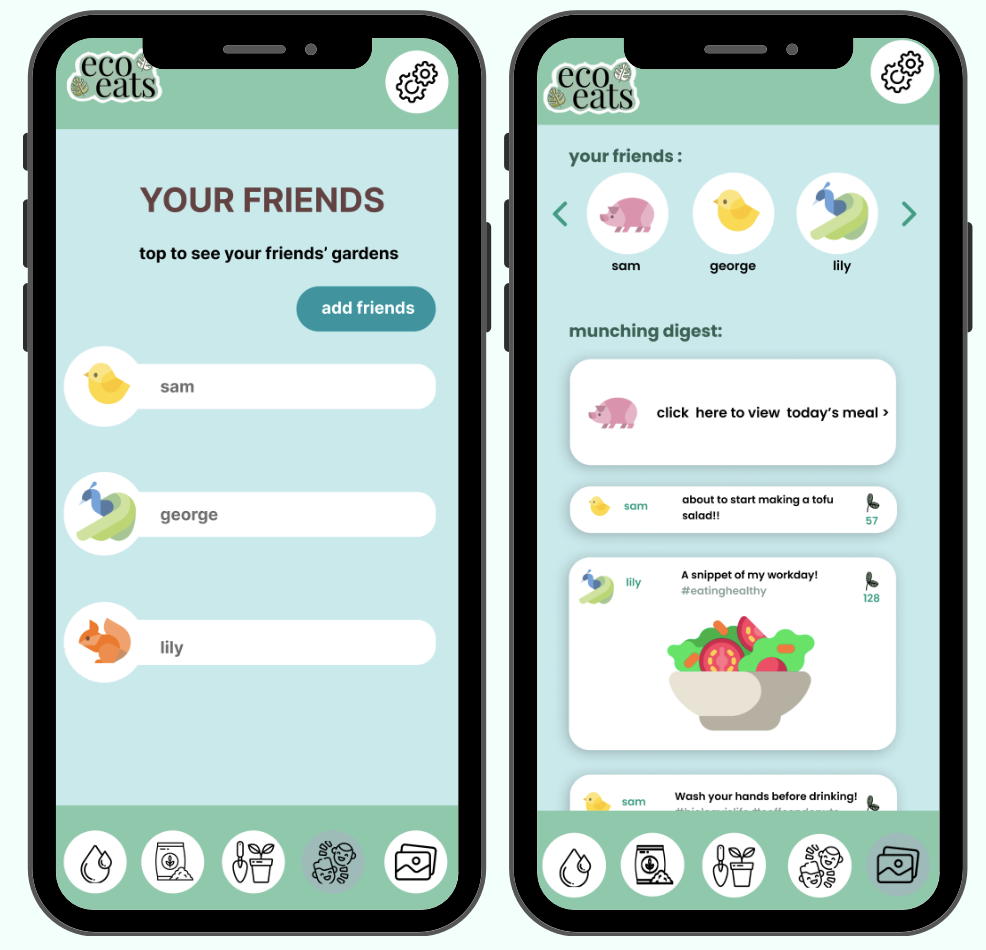 eco
eats
YOUR FRIENDS
top to see your friends’ gardens
add friends
sam
george
lily
eco
eats
your friends :
sam
george
lily
munching digest:
click here to view today’s meal >
sam
about to start making a tofu
salad!!
57
lily
A snippet of my workday!
#eatinghealthy
128
sam
Wash your hands before drinking!